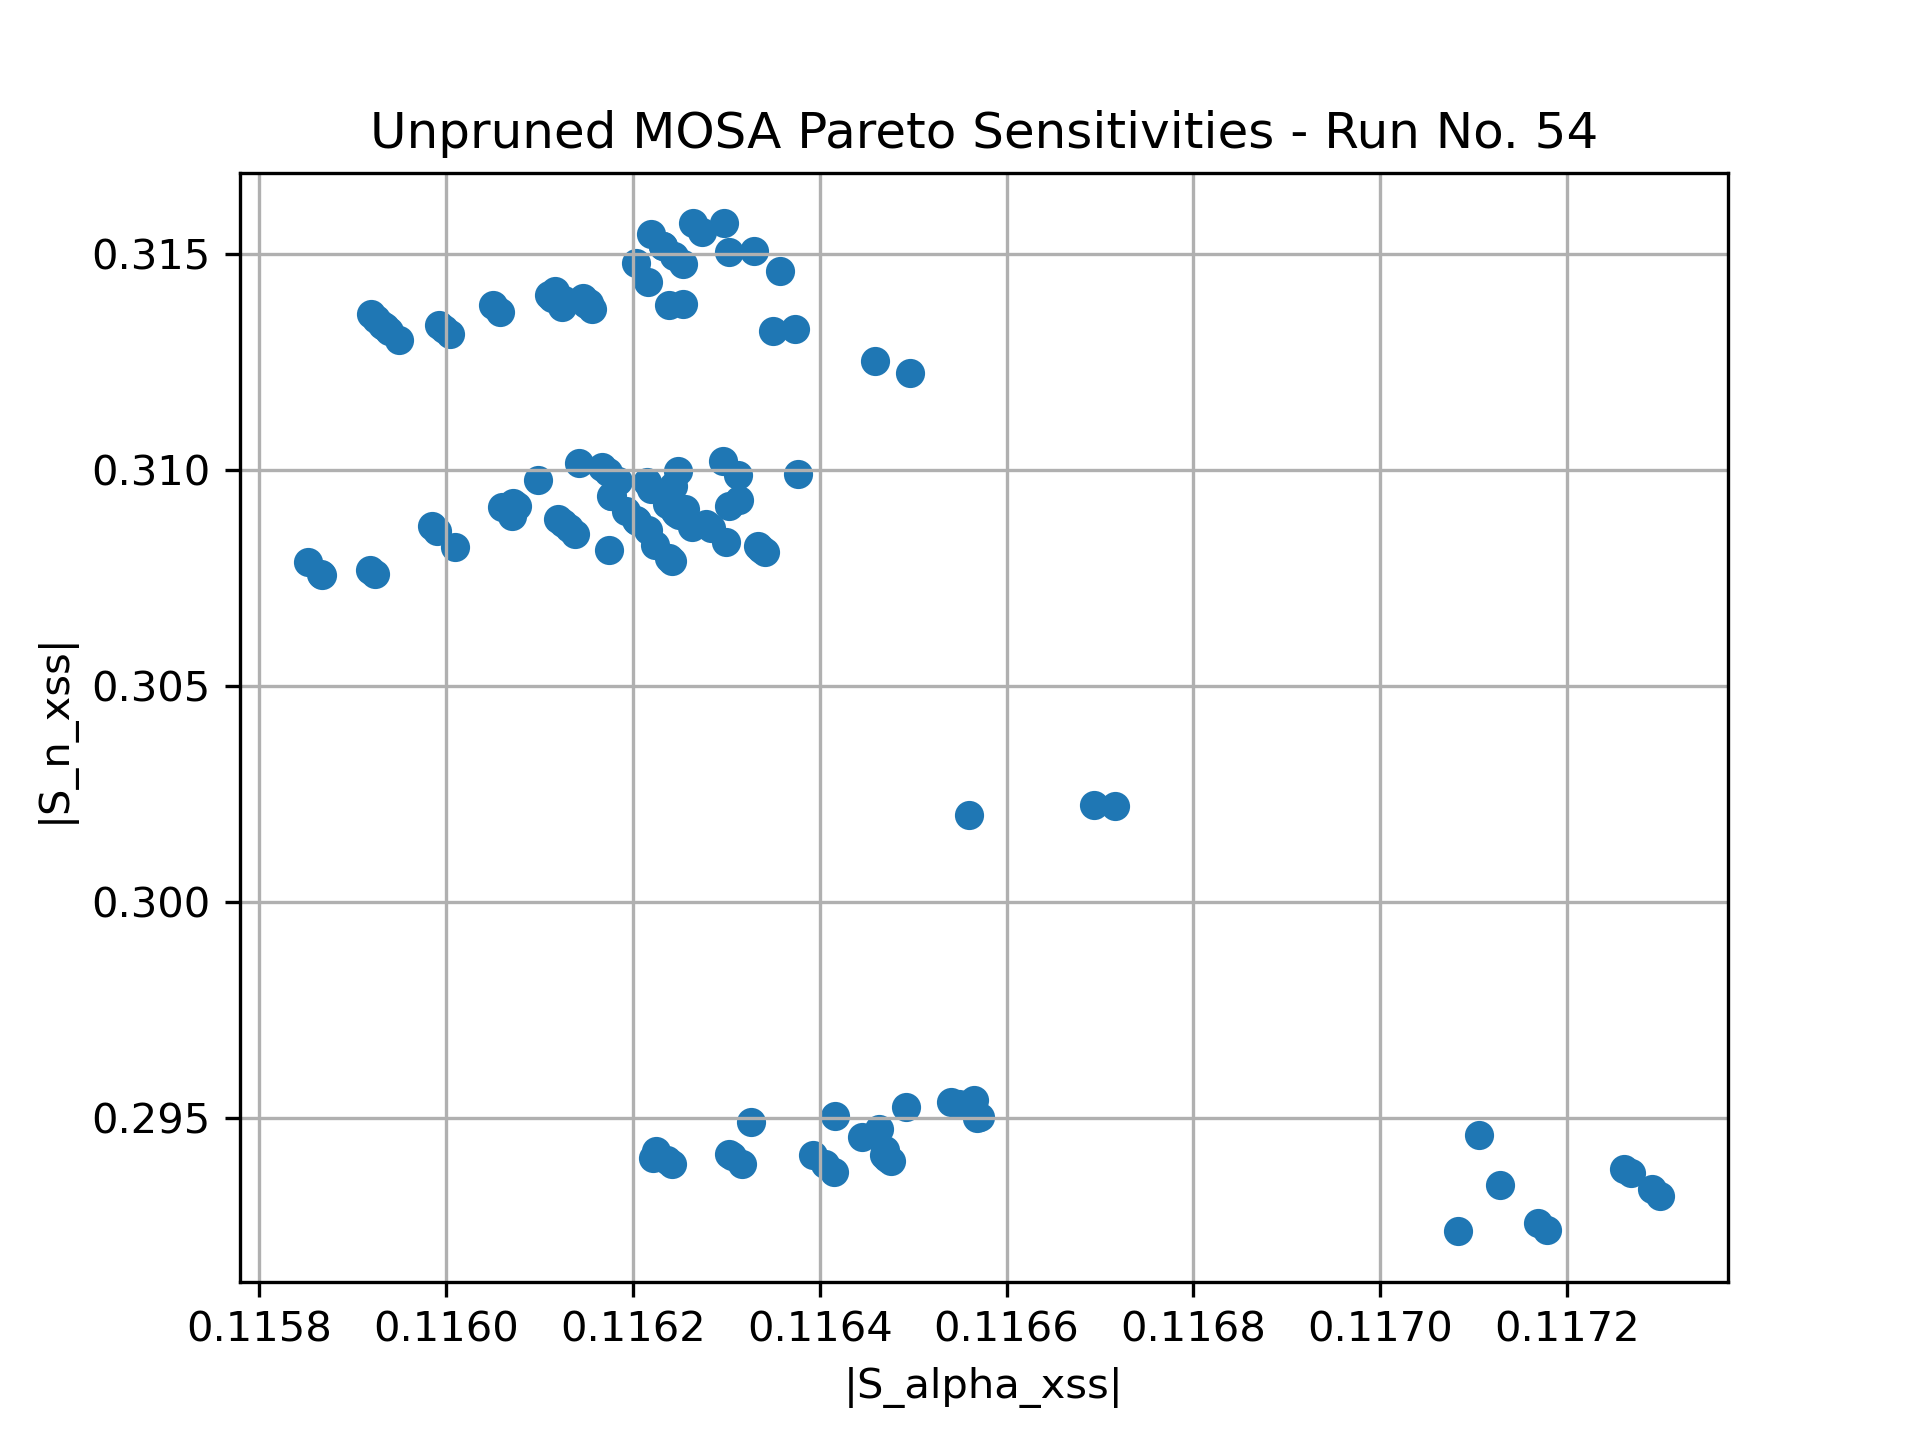 Unpruned MOSA Pareto Sensitivities - Run No. 54
|S_n_xss|
0.315
0.310
0.305
0.300
0.295
0.1158 0.1160 0.1162 0.1164 0.1166 0.1168 0.1170 0.1172
|S_alpha_xss|